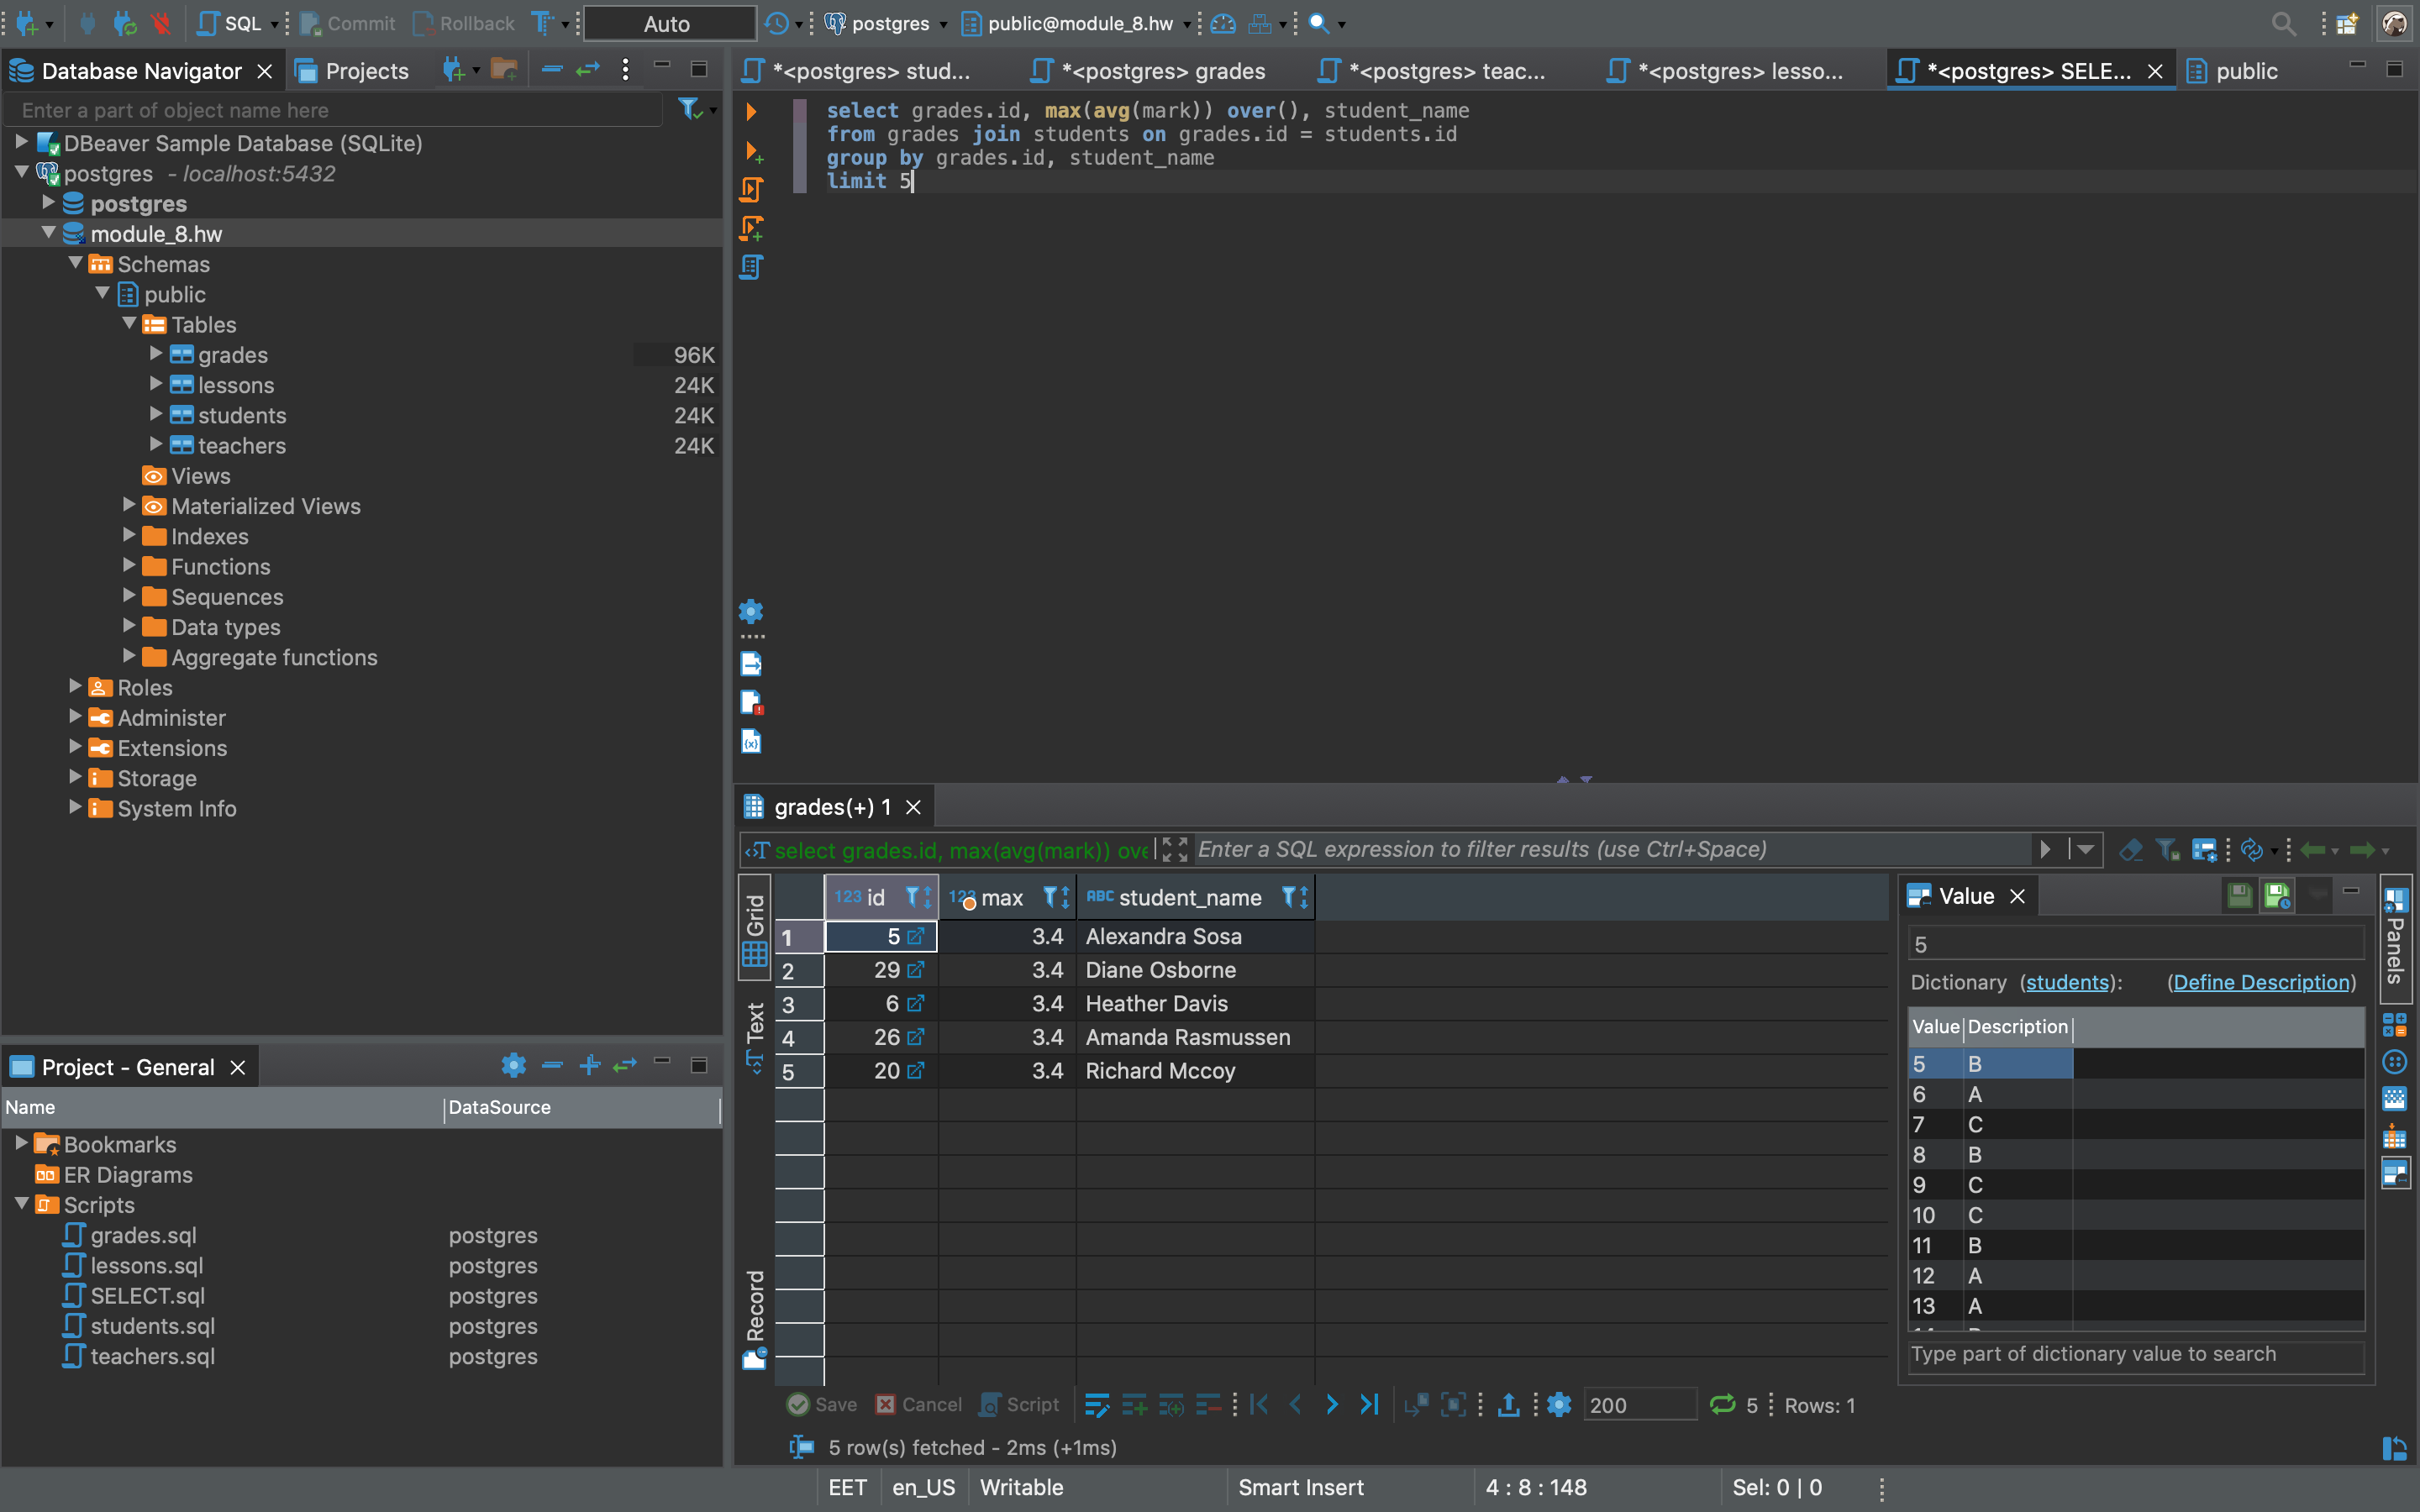 SQL
Commit
Rollback
Auto
postgres
public@module_8.hw
Database Navigator
Projects
*<postgres> stud...
*<postgres> grades
*<postgres> teac...
*<postgres> lesso...
*<postgres> SELE...
public
Enter a part of object name here
DBeaver Sample Database (SQLite)
postgres - localhost:5432
postgres
module_8.hw
Schemas
public
Tables
grades 96K
lessons 24K
students 24K
teachers 24K
Views
Materialized Views
Indexes
Functions
Sequences
Data types
Aggregate functions
Roles
Administer
Extensions
Storage
System Info
select grades.id, max(avg(mark)) over(), student_name
from grades join students on grades.id = students.id
group by grades.id, student_name
limit 5
Project - General
Name DataSource
Bookmarks
ER Diagrams
Scripts
grades.sql postgres
lessons.sql postgres
SELECT.sql postgres
students.sql postgres
teachers.sql postgres
grades(+) 1
select grades.id, max(avg(mark)) ove
Enter a SQL expression to filter results (use Ctrl+Space)
Grid
Text
Record
123 id 123 max ABC student_name
1 5 3.4 Alexandra Sosa
2 29 3.4 Diane Osborne
3 6 3.4 Heather Davis
4 26 3.4 Amanda Rasmussen
5 20 3.4 Richard Mccoy
Value
5
Dictionary (students): (Define Description)
Value Description
5 B
6 A
7 C
8 B
9 C
10 C
11 B
12 A
13 A
Type part of dictionary value to search
Panels
Save Cancel Script 200 5 Rows: 1
5 row(s) fetched - 2ms (+1ms)
EET en_US Writable Smart Insert 4 : 8 : 148 Sel: 0 | 0